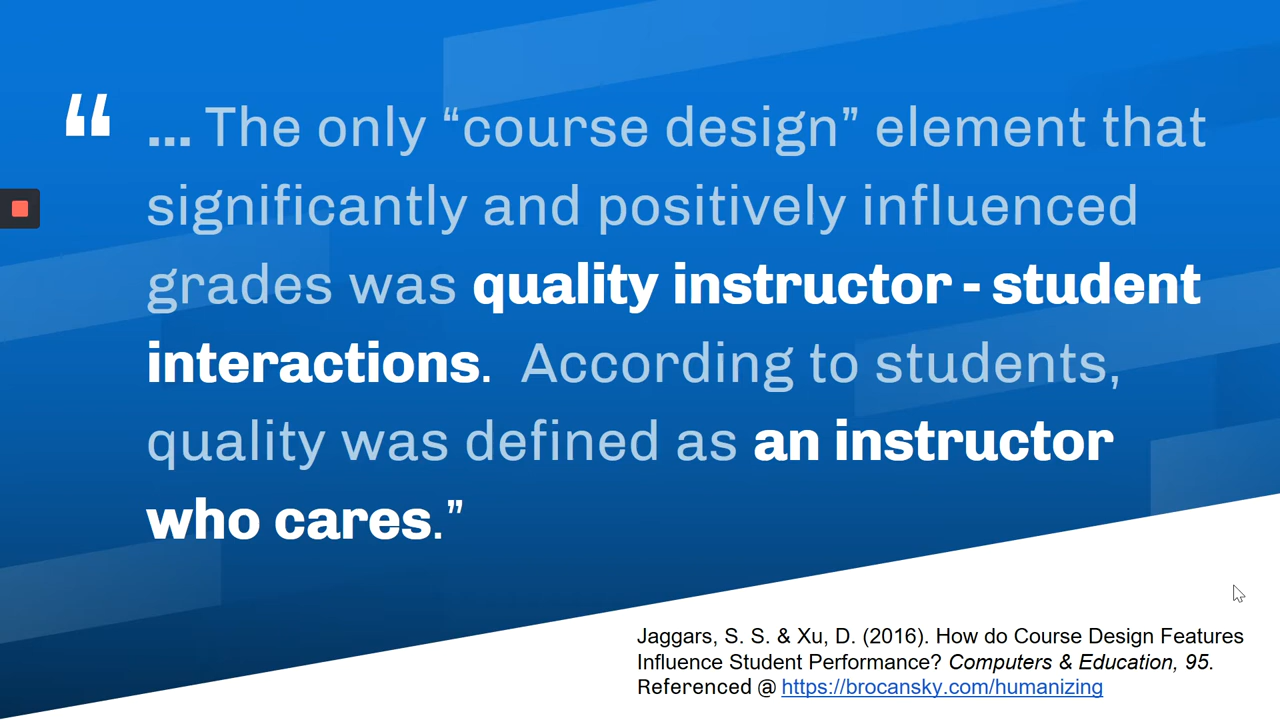 “ ... The only “course design” element that
significantly and positively influenced
grades was quality instructor - student
interactions. According to students,
quality was defined as an instructor
who cares.”
Jaggars, S. S. & Xu, D. (2016). How do Course Design Features
Influence Student Performance? Computers & Education, 95.
Referenced @ https://brocansky.com/humanizing